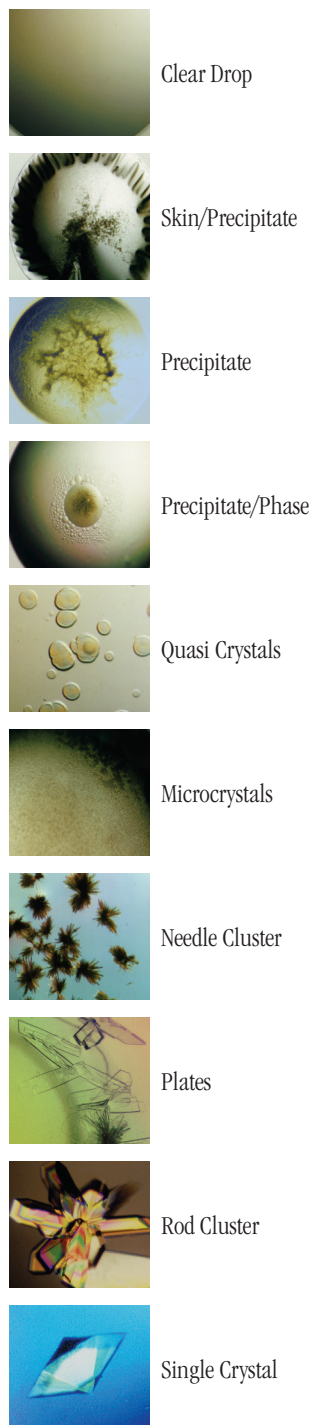 Clear Drop
Skin/Precipitate
Precipitate
Precipitate/Phase
Quasi Crystals
Microcrystals
Needle Cluster
Plates
Rod Cluster
Single Crystal